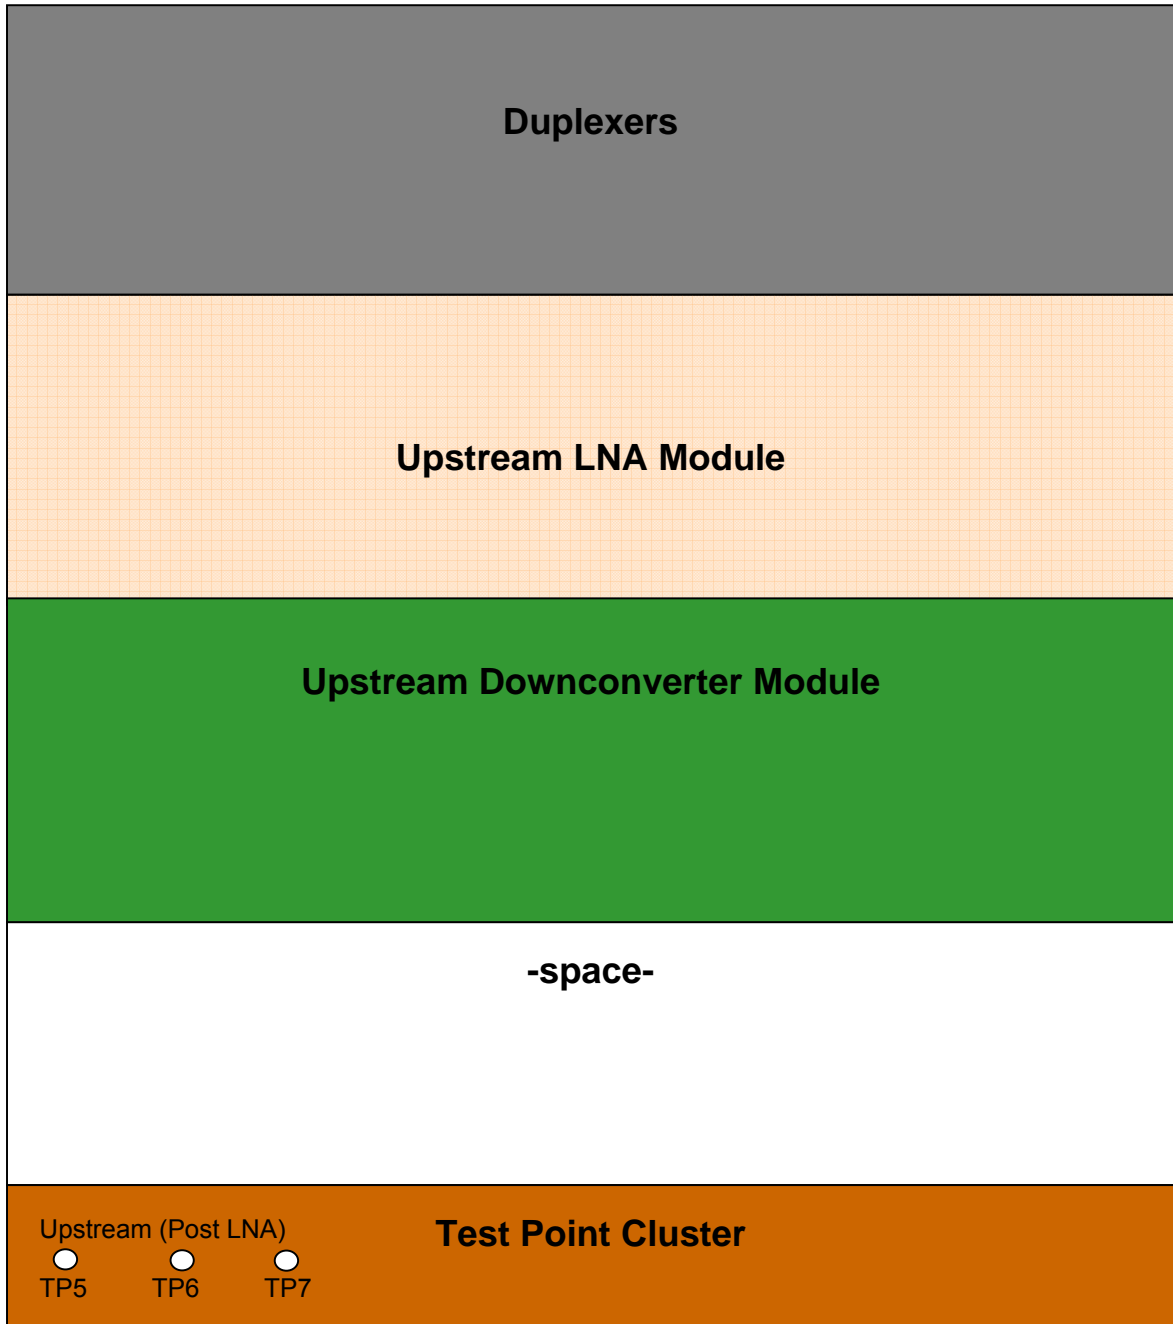 Duplexers
Upstream LNA Module
Upstream Downconverter Module
-space-
Upstream (Post LNA)
Test Point Cluster
TP5 TP6 TP7